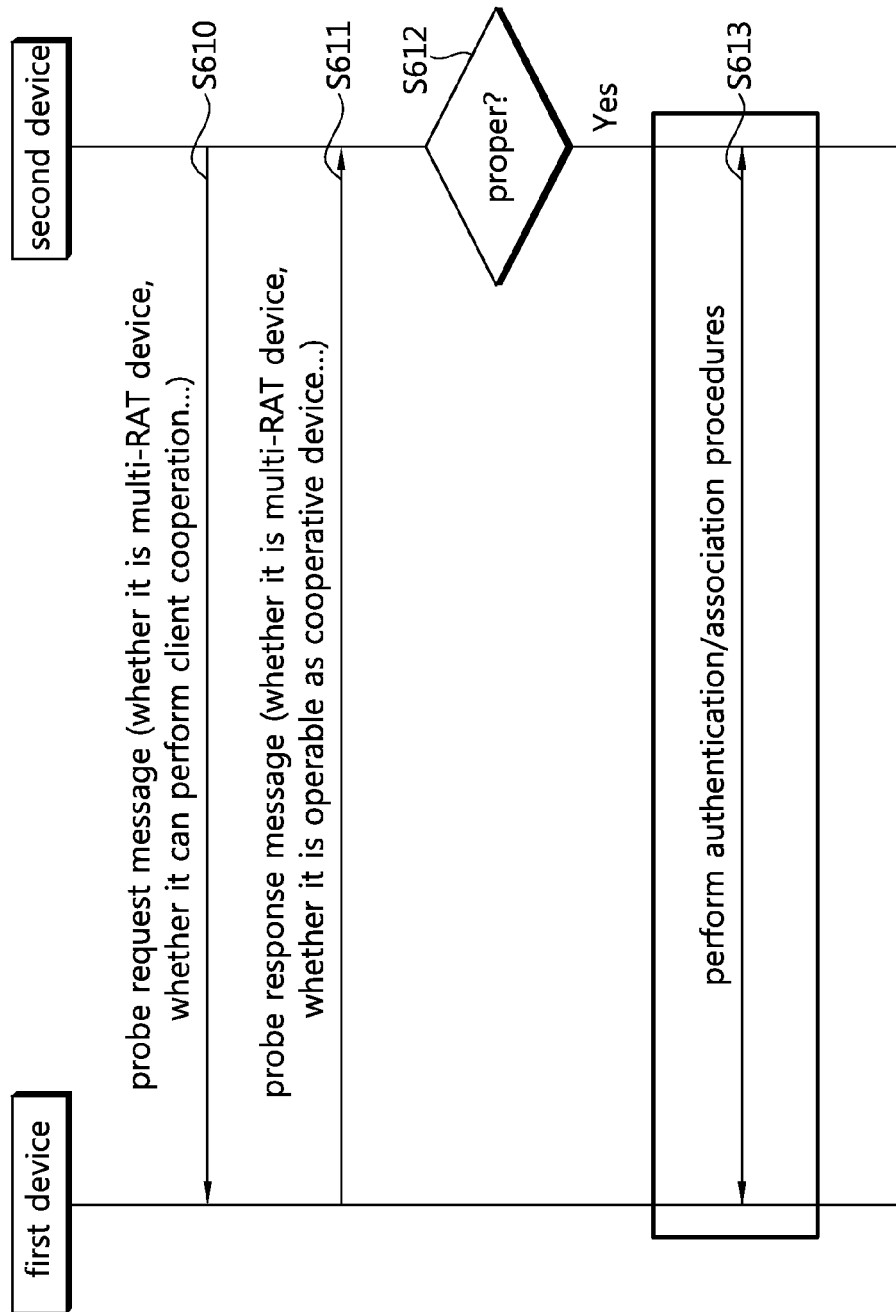 first device
second device
probe request message (whether it is multi-RAT device,
whether it can perform client cooperation...)
S610
probe response message (whether it is multi-RAT device,
whether it is operable as cooperative device...)
S611
S612
proper?
Yes
perform authentication/association procedures
S613